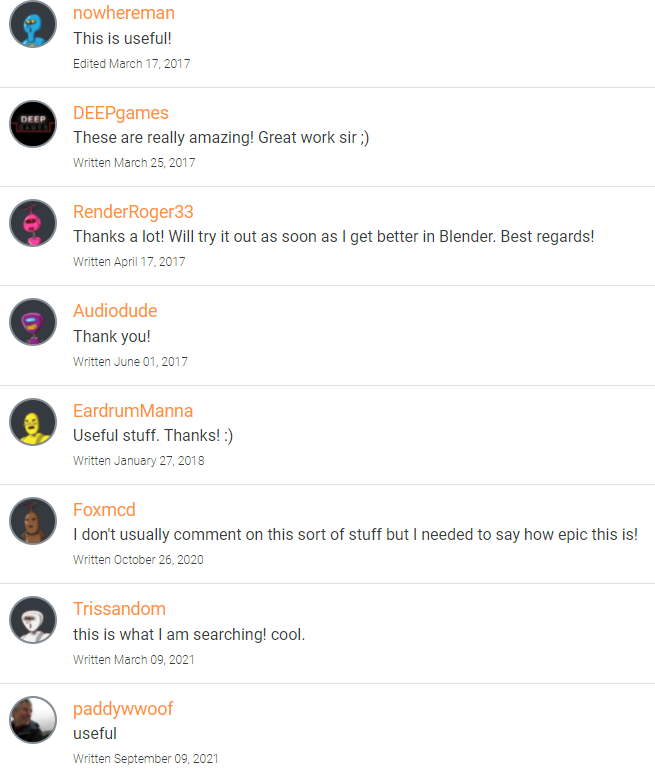 nowhereman
This is useful!
Edited March 17, 2017
DEEP
GAMES
DEEPgames
These are really amazing! Great work sir ;)
Written March 25, 2017
RenderRoger33
Thanks a lot! Will try it out as soon as I get better in Blender. Best regards!
Written April 17, 2017
Audiodude
Thank you!
Written June 01, 2017
EardrumManna
Useful stuff. Thanks! :)
Written January 27, 2018
Foxmcd
I don't usually comment on this sort of stuff but I needed to say how epic this is!
Written October 26, 2020
Trissandom
this is what I am searching! cool.
Written March 09, 2021
paddywwoof
useful
Written September 09, 2021